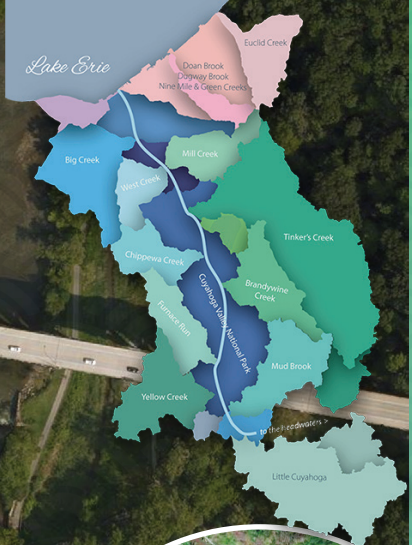 Euclid Creek
Lake Erie
Doan Brook
Dugway Brook
Nine Mile & Green Creeks
Big Creek
Mill Creek
West Creek
Tinker's Creek
Chippewa Creek
Cuyahoga Valley National Park
Brandywine
Creek
Furnace Run
Mud Brook
Yellow Creek
to the headwaters >
Little Cuyahoga